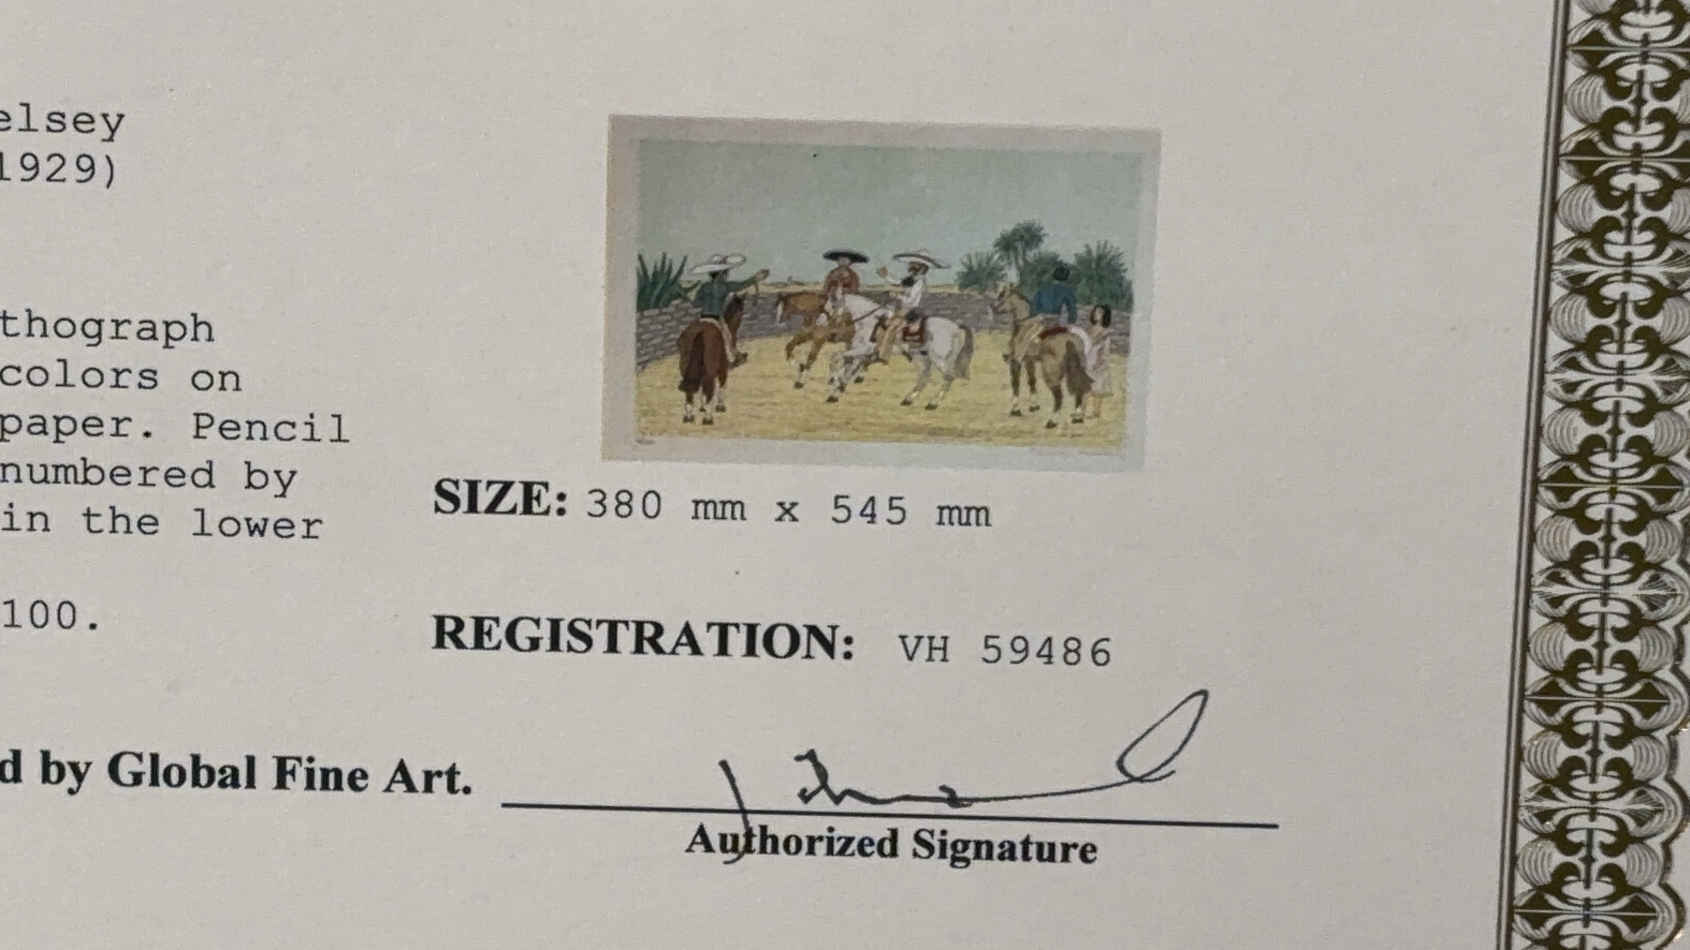 elsey
1929)
thograph
colors on
paper. Pencil
numbered by
in the lower
100.
SIZE: 380 mm x 545 mm
REGISTRATION: VH 59486
d by Global Fine Art.
Authorized Signature